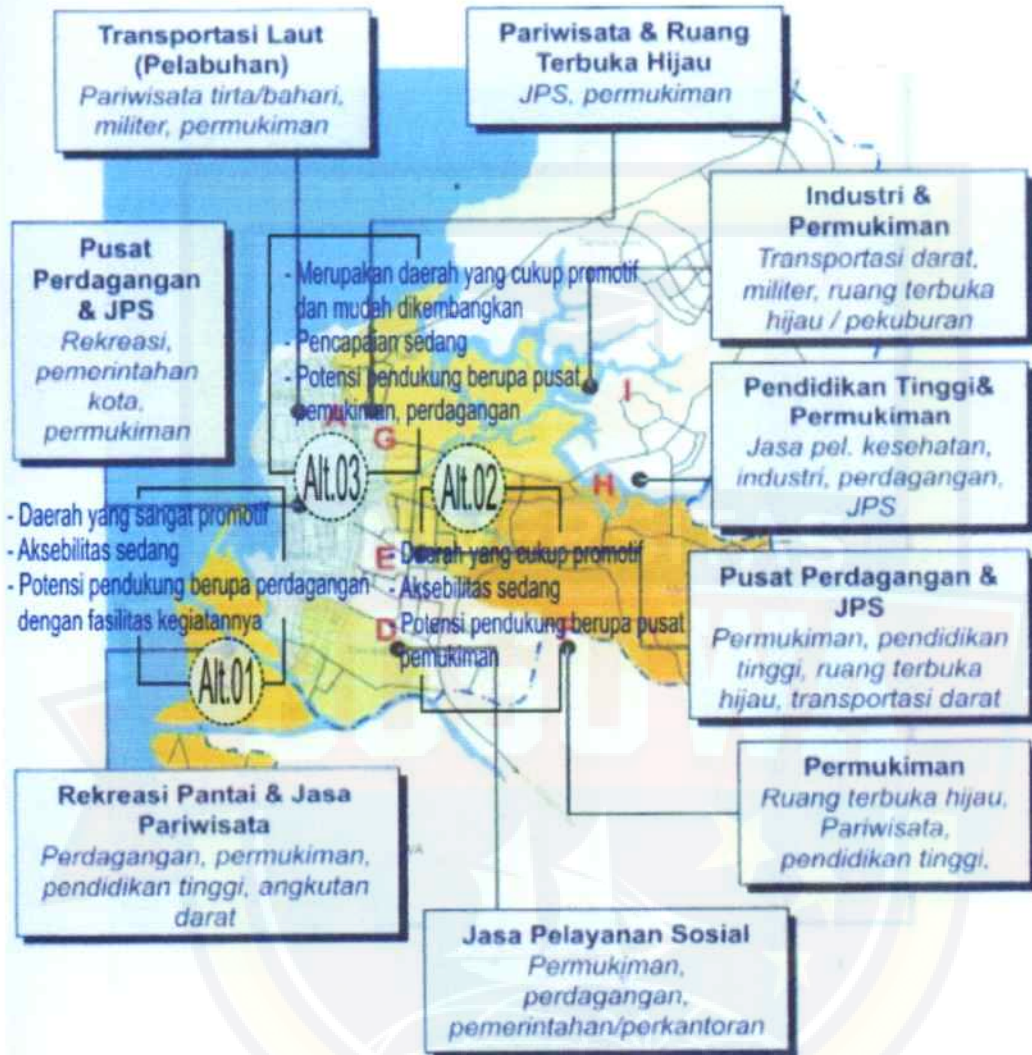 Transportasi Laut
(Pelabuhan)
Pariwisata tirta/bahari,
militer, permukiman
Pariwisata & Ruang
Terbuka Hijau
JPS, permukiman
Pusat
Perdagangan
& JPS
Rekreasi,
pemerintahan
kota,
permukiman
- Merupakan daerah yang cukup promotif
dan mudah dikembangkan
- Pencapaian sedang
- Potensi pendukung berupa pusat
pemukiman, perdagangan
Industri &
Permukiman
Transportasi darat,
militer, ruang terbuka
hijau / pekuburan
Pendidikan Tinggi&
Permukiman
Jasa pel. kesehatan,
industri, perdagangan,
JPS
A
G
I
H
E
D
Alt.03
Alt.02
- Daerah yang sangat promotif
- Aksebilitas sedang
- Potensi pendukung berupa perdagangan
dengan fasilitas kegiatannya
Alt.01
- Daerah yang cukup promotif
- Aksebilitas sedang
- Potensi pendukung berupa pusat
pemukiman
Pusat Perdagangan &
JPS
Permukiman, pendidikan
tinggi, ruang terbuka
hijau, transportasi darat
Permukiman
Ruang terbuka hijau,
Pariwisata,
pendidikan tinggi,
Rekreasi Pantai & Jasa
Pariwisata
Perdagangan, permukiman,
pendidikan tinggi, angkutan
darat
Jasa Pelayanan Sosial
Permukiman,
perdagangan,
pemerintahan/perkantoran